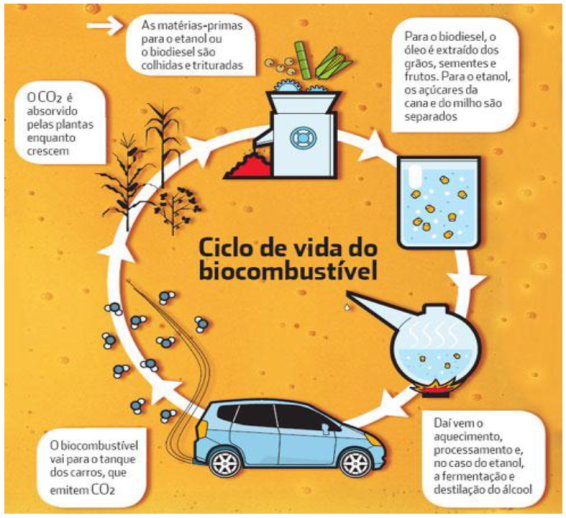 As matérias-primas
para o etanol ou
o biodiesel são
colhidas e trituradas
Para o biodiesel, o
óleo é extraído dos
grãos, sementes e
frutos. Para o etanol,
os açúcares da
cana e do milho são
separados
O CO2 é
absorvido
pelas plantas
enquanto
crescem
Ciclo de vida do
biocombustível
Daí vem o
aquecimento,
processamento e,
no caso do etanol,
a fermentação e
destilação do álcool
O biocombustível
vai para o tanque
dos carros, que
emitem CO2